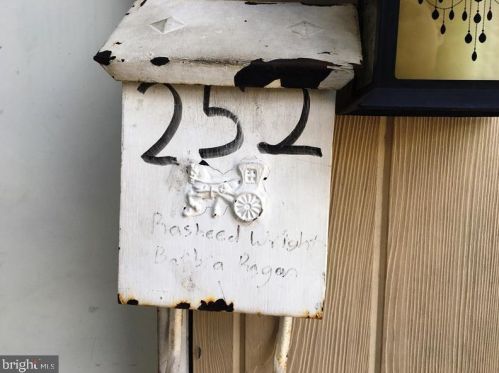 252
Rasheed Wright
Ragan
bright MLS